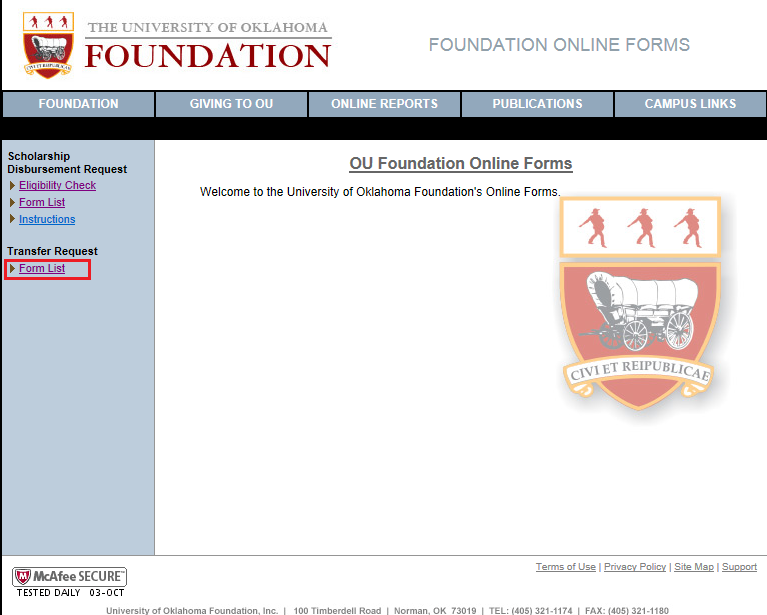 THE UNIVERSITY OF OKLAHOMA
FOUNDATION
CIVI ET REIPUBLICAE
FOUNDATION ONLINE FORMS
FOUNDATION GIVING TO OU ONLINE REPORTS PUBLICATIONS CAMPUS LINKS
Scholarship
Disbursement Request
Eligibility Check
Form List
Instructions
Transfer Request
Form List
OU Foundation Online Forms
Welcome to the University of Oklahoma Foundation's Online Forms.
CIVI ET REIPUBLICAE
Terms of Use | Privacy Policy | Site Map | Support
McAfee SECURE™
TESTED DAILY 03-OCT
University of Oklahoma Foundation, Inc. | 100 Timberdell Road | Norman, OK 73019 | TEL: (405) 321-1174 | FAX: (405) 321-1180